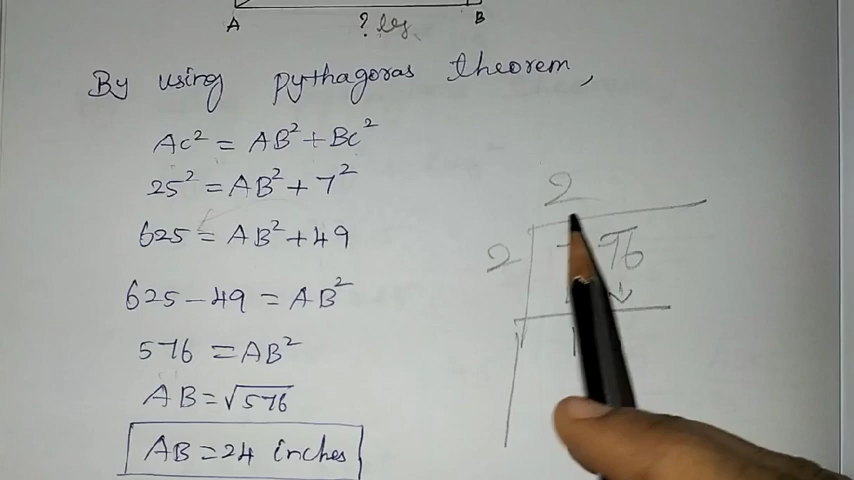 A
B
? leg
By using pythagoras theorem,
AC² = AB² + BC²
25² = AB² + 7²
625 = AB² + 49
625 - 49 = AB²
576 = AB²
AB = √576
AB = 24 inches
2
2
76
1